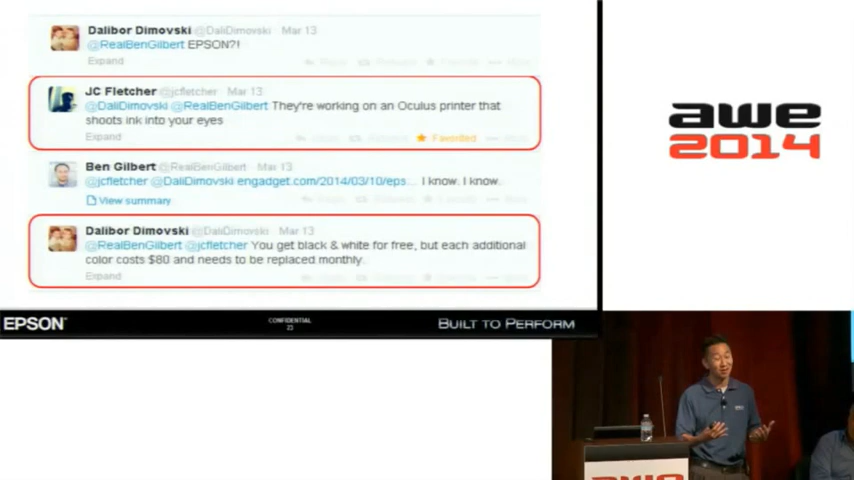 Dalibor Dimovski @DaliDimovski Mar 13
@RealBenGilbert EPSON?!
Expand
JC Fletcher @jcfletcher Mar 13
@DaliDimovski @RealBenGilbert They're working on an Oculus printer that
shoots ink into your eyes
Expand
Favorited
Ben Gilbert @RealBenGilbert Mar 13
@jcfletcher @DaliDimovski engadget.com/2014/03/10/eps... I know. I know.
View summary
Dalibor Dimovski @DaliDimovski Mar 13
@RealBenGilbert @jcfletcher You get black & white for free, but each additional
color costs $80 and needs to be replaced monthly.
Expand
EPSON
CONFIDENTIAL
23
BUILT TO PERFORM
awe
2014